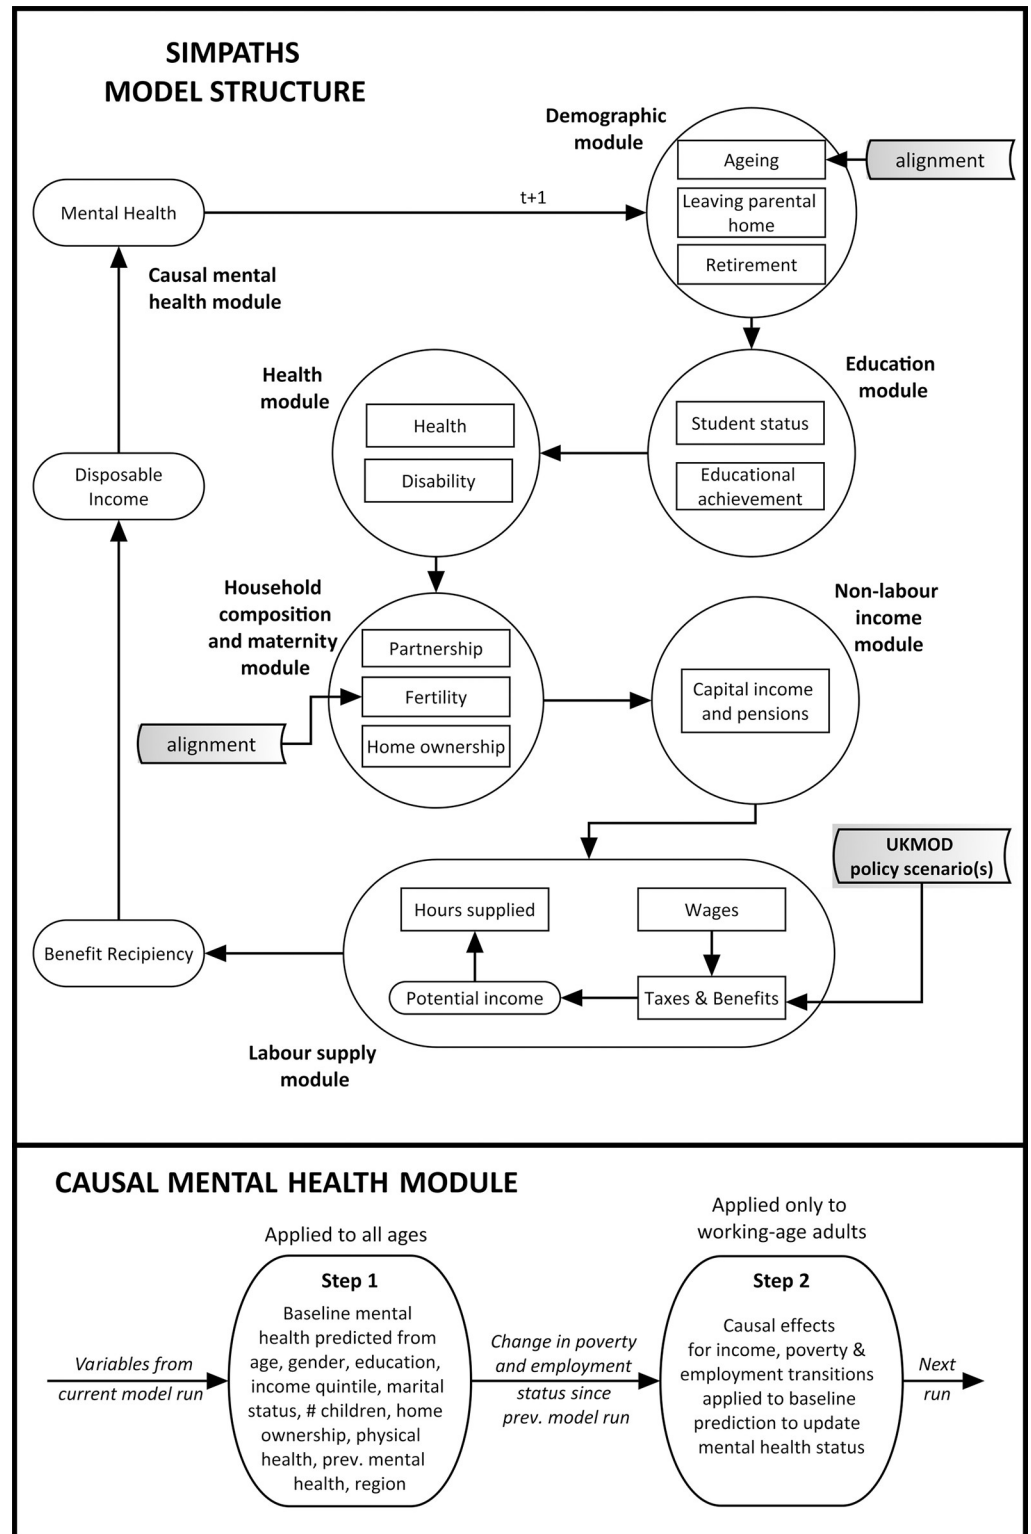 SIMPATHS
MODEL STRUCTURE
Demographic
module
Ageing
alignment
Leaving parental
home
Retirement
Mental Health
t+1
Causal mental
health module
Health
module
Health
Disability
Education
module
Student status
Educational
achievement
Disposable
Income
Household
composition
and maternity
module
Partnership
Fertility
Home ownership
alignment
Non-labour
income
module
Capital income
and pensions
UKMOD
policy scenario(s)
Hours supplied
Wages
Benefit Recipiency
Potential income
Taxes & Benefits
Labour supply
module
CAUSAL MENTAL HEALTH MODULE
Applied to all ages
Applied only to
working-age adults
Variables from
current model run
Step 1
Baseline mental
health predicted from
age, gender, education,
income quintile, marital
status, # children, home
ownership, physical
health, prev. mental
health, region
Change in poverty
and employment
status since
prev. model run
Step 2
Causal effects
for income, poverty &
employment transitions
applied to baseline
prediction to update
mental health status
Next
run